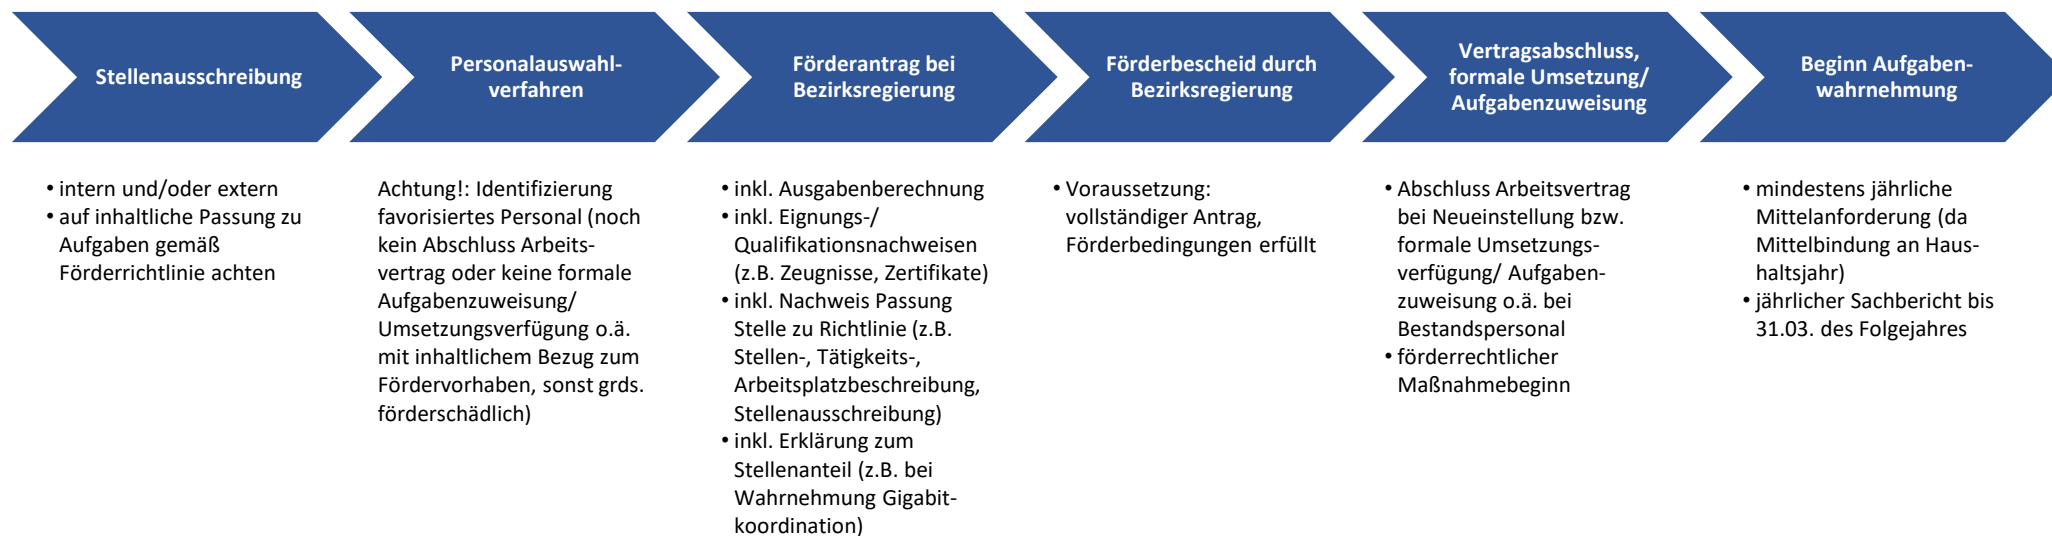 Stellenausschreibung
Personalauswahl-
verfahren
Förderantrag bei
Bezirksregierung
Förderbescheid durch
Bezirksregierung
Vertragsabschluss,
formale Umsetzung/
Aufgabenzuweisung
Beginn Aufgaben-
wahrnehmung
• intern und/oder extern
• auf inhaltliche Passung zu
Aufgaben gemäß
Förderrichtlinie achten
Achtung!: Identifizierung
favorisiertes Personal (noch
kein Abschluss Arbeits-
vertrag oder keine formale
Aufgabenzuweisung/
Umsetzungsverfügung o.ä.
mit inhaltlichem Bezug zum
Fördervorhaben, sonst grds.
förderschädlich)
• inkl. Ausgabenberechnung
• inkl. Eignungs-/
Qualifikationsnachweisen
(z.B. Zeugnisse, Zertifikate)
• inkl. Nachweis Passung
Stelle zu Richtlinie (z.B.
Stellen-, Tätigkeits-,
Arbeitsplatzbeschreibung,
Stellenausschreibung)
• inkl. Erklärung zum
Stellenanteil (z.B. bei
Wahrnehmung Gigabit-
koordination)
• Voraussetzung:
vollständiger Antrag,
Förderbedingungen erfüllt
• Abschluss Arbeitsvertrag
bei Neueinstellung bzw.
formale Umsetzungs-
verfügung/ Aufgaben-
zuweisung o.ä. bei
Bestandspersonal
• förderrechtlicher
Maßnahmebeginn
• mindestens jährliche
Mittelanforderung (da
Mittelbindung an Haus-
haltsjahr)
• jährlicher Sachbericht bis
31.03. des Folgejahres